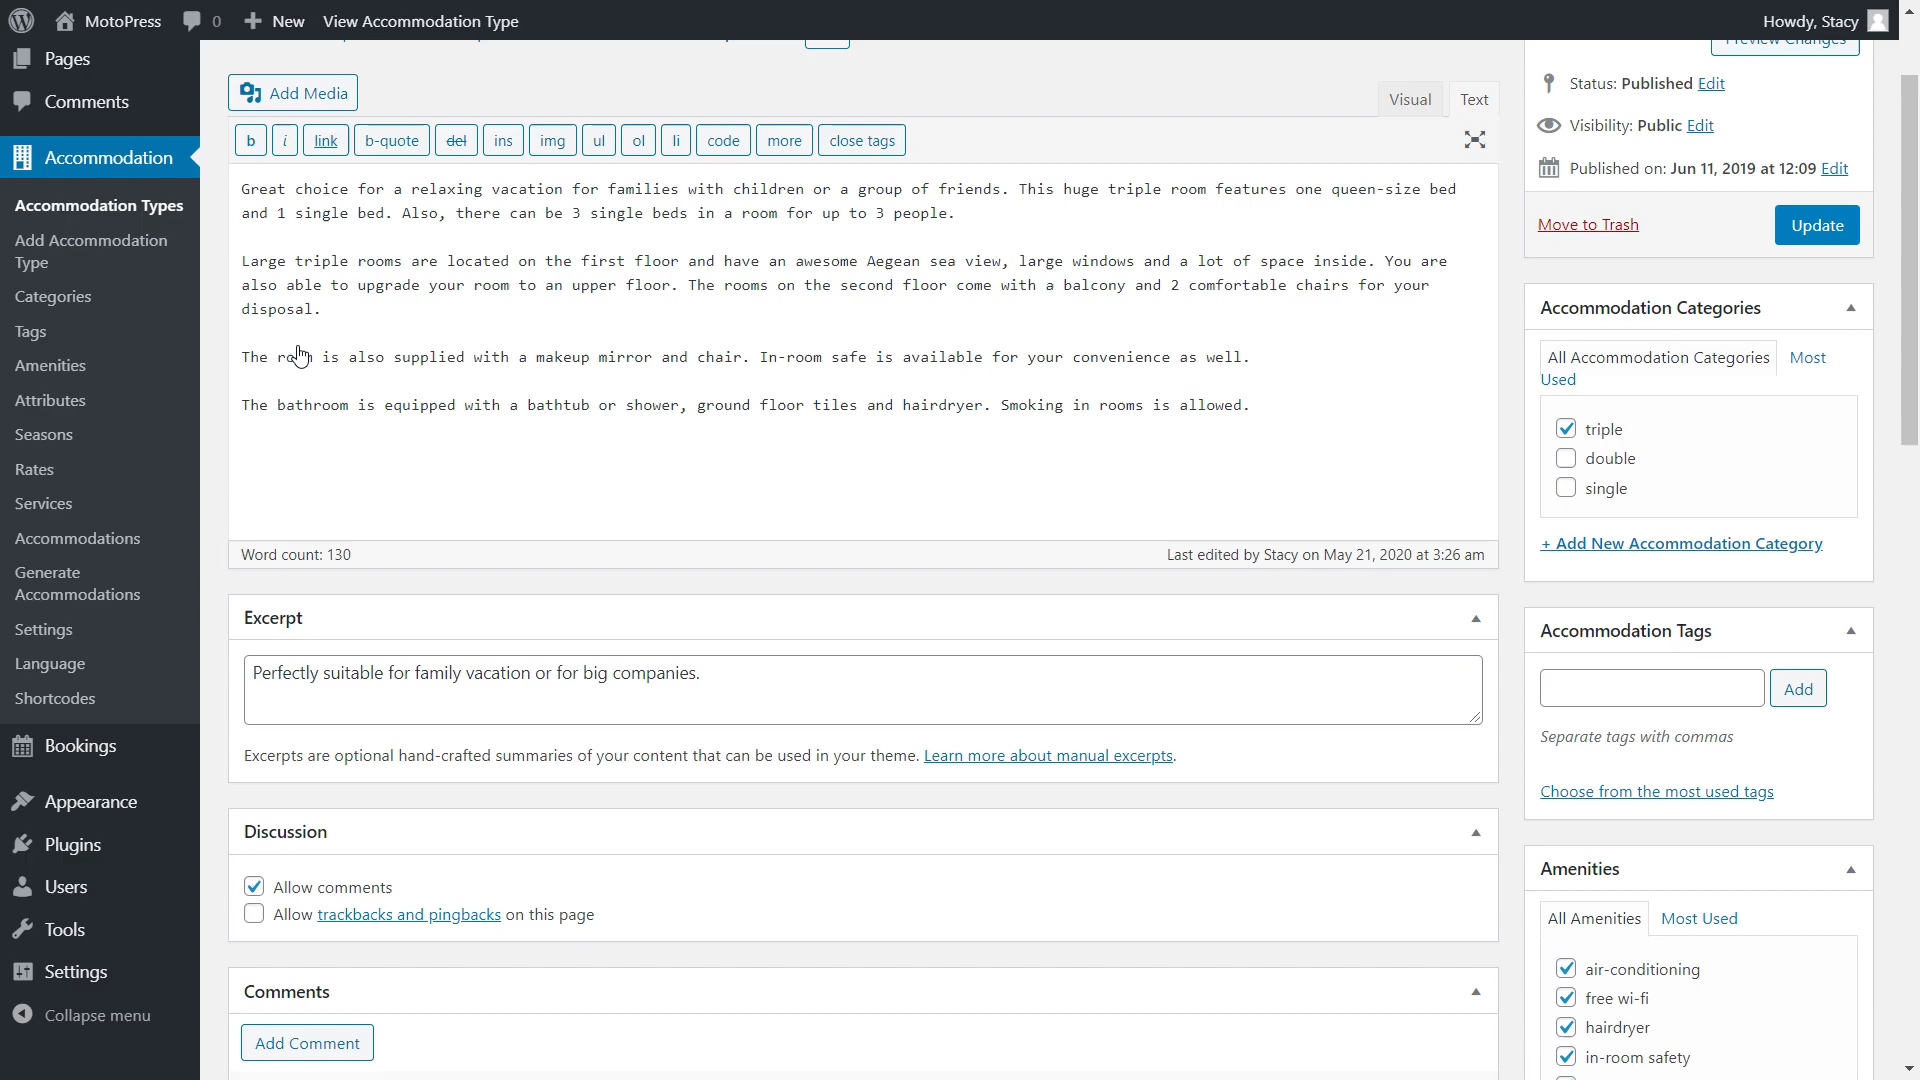 MotoPress 0 New View Accommodation Type Howdy, Stacy
Pages
Comments
Accommodation
Accommodation Types
Add Accommodation
Type
Categories
Tags
Amenities
Attributes
Seasons
Rates
Services
Accommodations
Generate
Accommodations
Settings
Language
Shortcodes
Bookings
Appearance
Plugins
Users
Tools
Settings
Collapse menu
Add Media
Visual Text
b i link b-quote del ins img ul ol li code more close tags
Great choice for a relaxing vacation for families with children or a group of friends. This huge triple room features one queen-size bed
and 1 single bed. Also, there can be 3 single beds in a room for up to 3 people.
Large triple rooms are located on the first floor and have an awesome Aegean sea view, large windows and a lot of space inside. You are
also able to upgrade your room to an upper floor. The rooms on the second floor come with a balcony and 2 comfortable chairs for your
disposal.
The room is also supplied with a makeup mirror and chair. In-room safe is available for your convenience as well.
The bathroom is equipped with a bathtub or shower, ground floor tiles and hairdryer. Smoking in rooms is allowed.
Word count: 130 Last edited by Stacy on May 21, 2020 at 3:26 am
Excerpt
Perfectly suitable for family vacation or for big companies.
Excerpts are optional hand-crafted summaries of your content that can be used in your theme. Learn more about manual excerpts.
Discussion
Allow comments
Allow trackbacks and pingbacks on this page
Comments
Add Comment
Preview Changes
Status: Published Edit
Visibility: Public Edit
Published on: Jun 11, 2019 at 12:09 Edit
Move to Trash Update
Accommodation Categories
All Accommodation Categories Most
Used
triple
double
single
+ Add New Accommodation Category
Accommodation Tags
Add
Separate tags with commas
Choose from the most used tags
Amenities
All Amenities Most Used
air-conditioning
free wi-fi
hairdryer
in-room safety